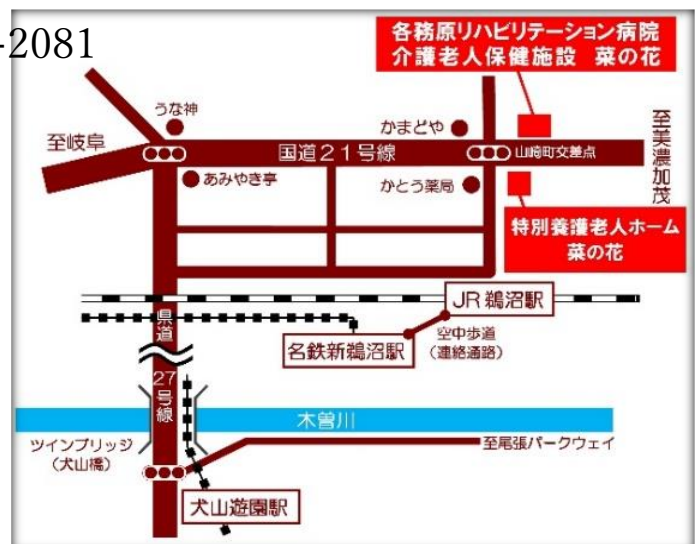 -2081
各務原リハビリテーション病院
介護老人保健施設 菜の花
うな神
かまどや
至岐阜
国道21号線
山崎町交差点
至美濃加茂
あみやき亭
かとう薬局
特別養護老人ホーム
菜の花
JR鵜沼駅
県道
27号線
名鉄新鵜沼駅
空中歩道
(連絡通路)
木曽川
ツインブリッジ
(犬山橋)
至尾張パークウェイ
犬山遊園駅